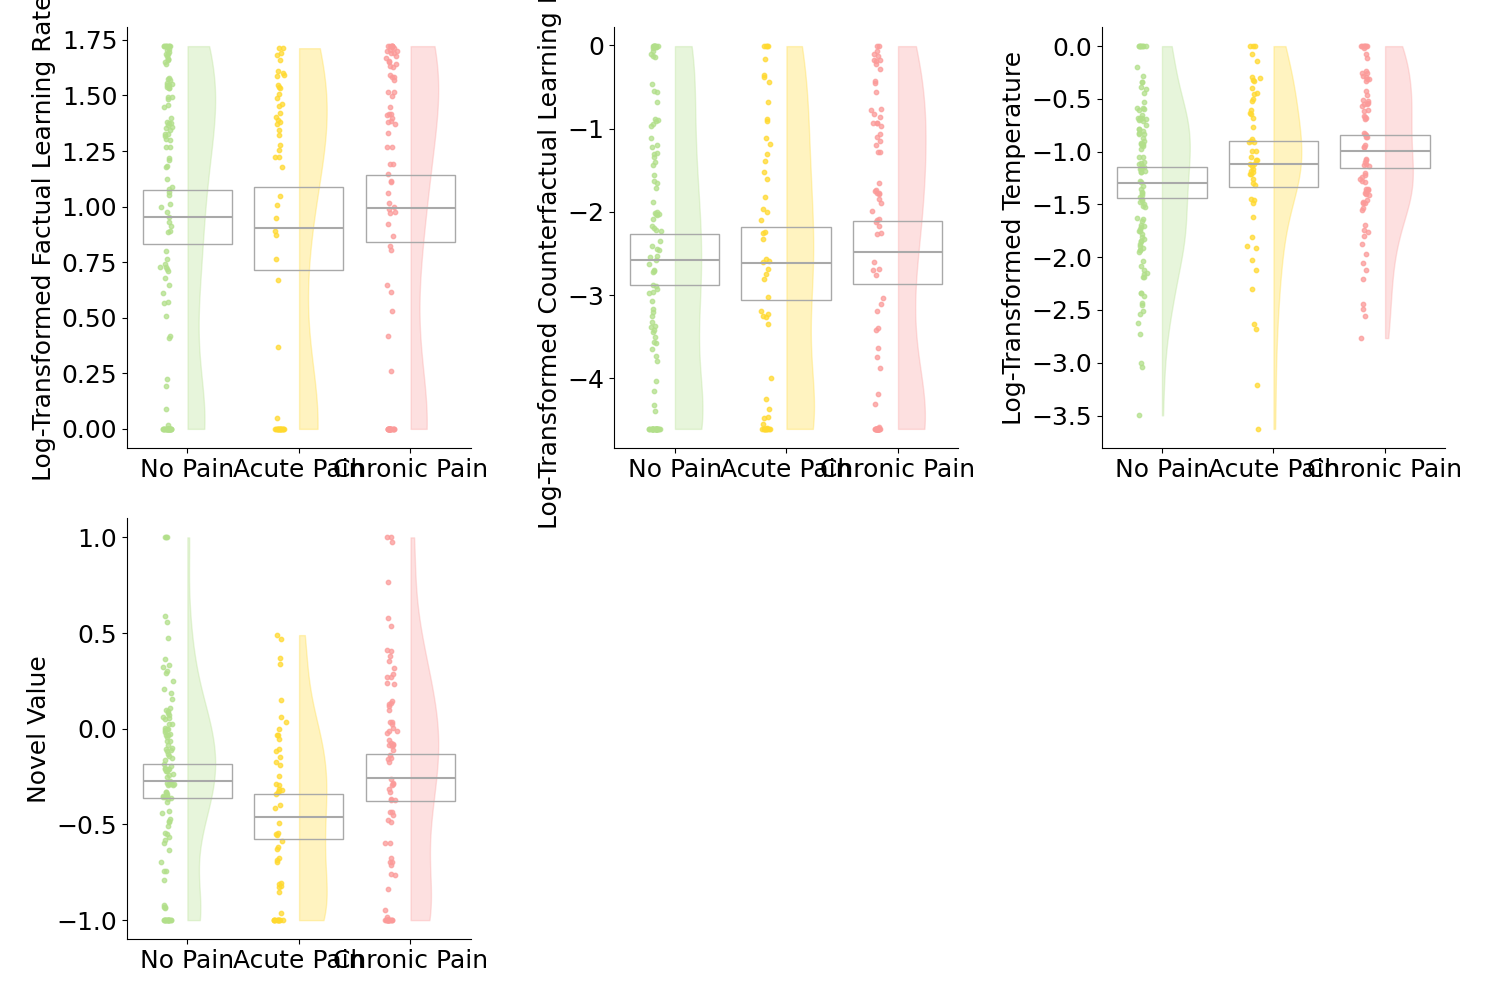 Log-Transformed Factual Learning Rate
1.75
1.50
1.25
1.00
0.75
0.50
0.25
0.00
No Pain
Acute Pain
Chronic Pain
Log-Transformed Counterfactual Learning
0
−1
−2
−3
−4
No Pain
Acute Pain
Chronic Pain
Log-Transformed Temperature
0.0
−0.5
−1.0
−1.5
−2.0
−2.5
−3.0
−3.5
No Pain
Acute Pain
Chronic Pain
Novel Value
1.0
0.5
0.0
−0.5
−1.0
No Pain
Acute Pain
Chronic Pain